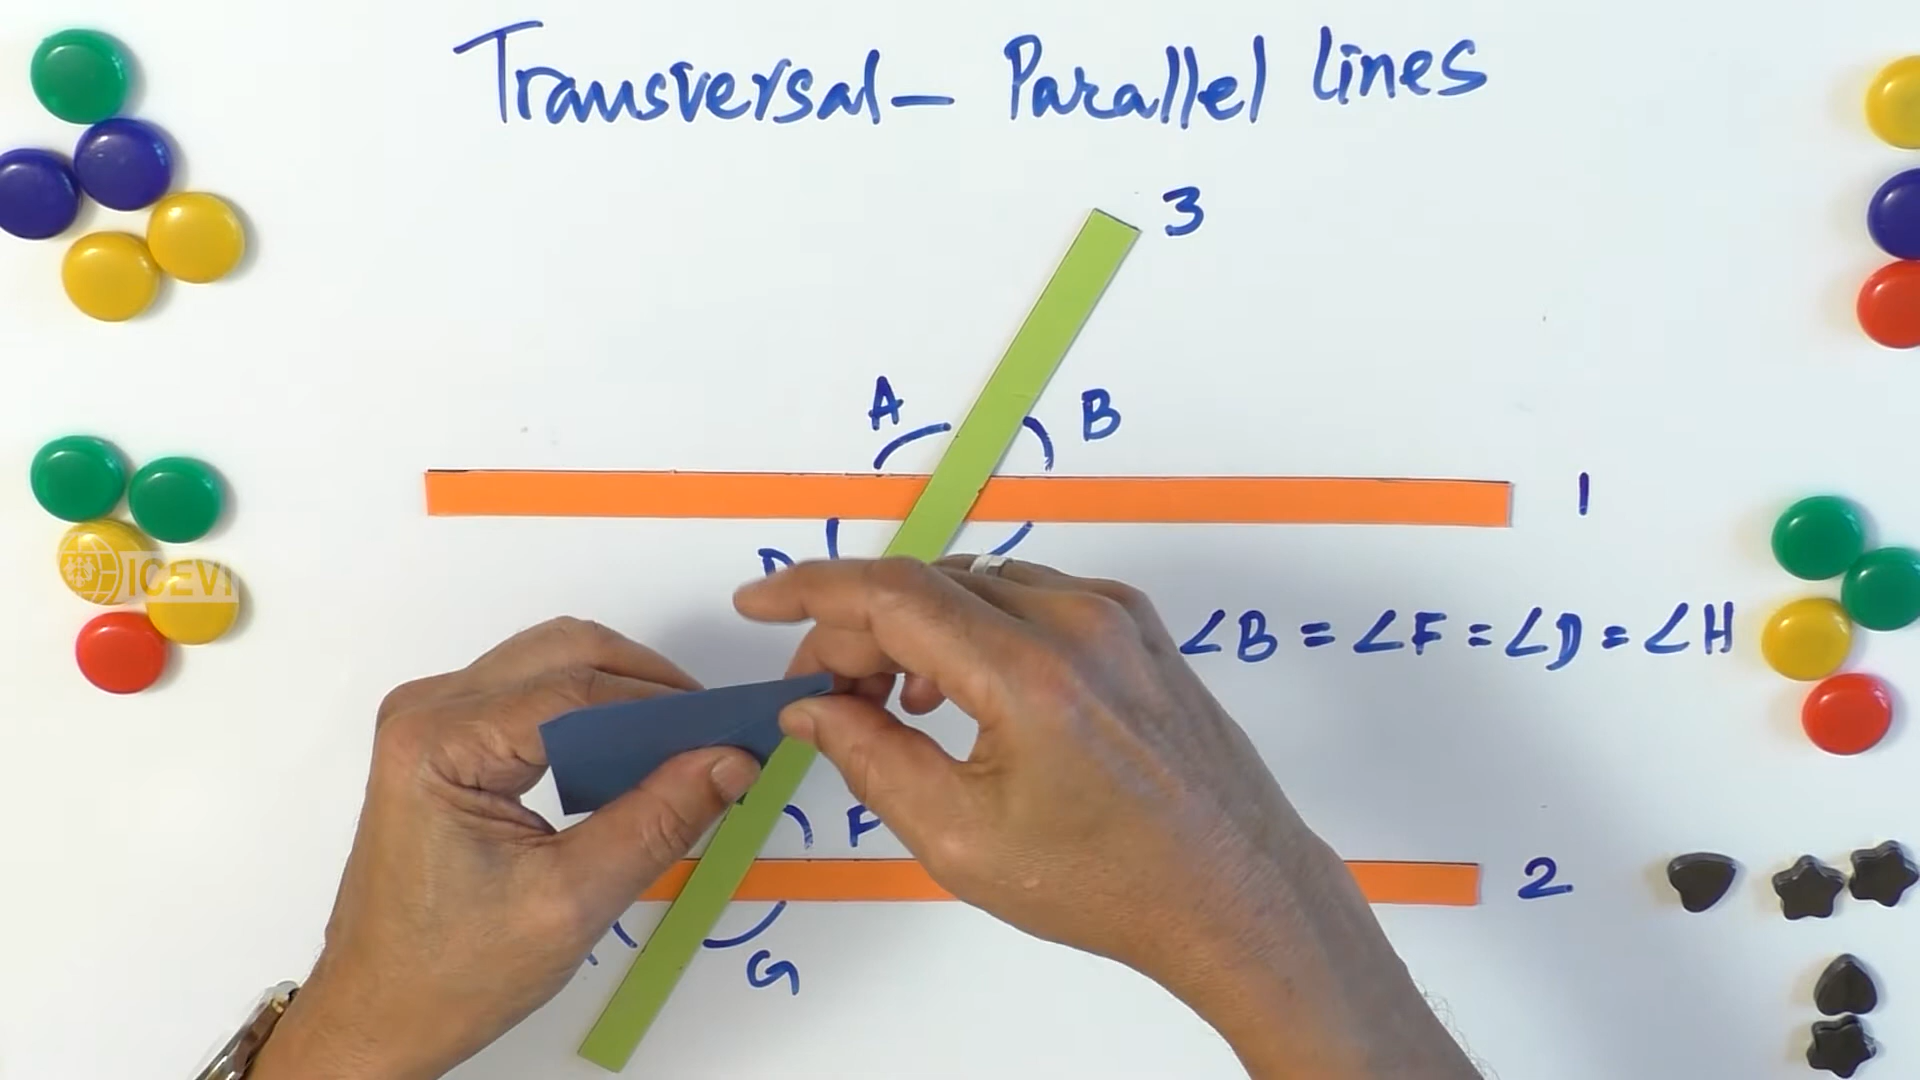 Transversal - Parallel lines
3
A
B
1
D
ICEVI
∠B = ∠F = ∠D = ∠H
F
2
G